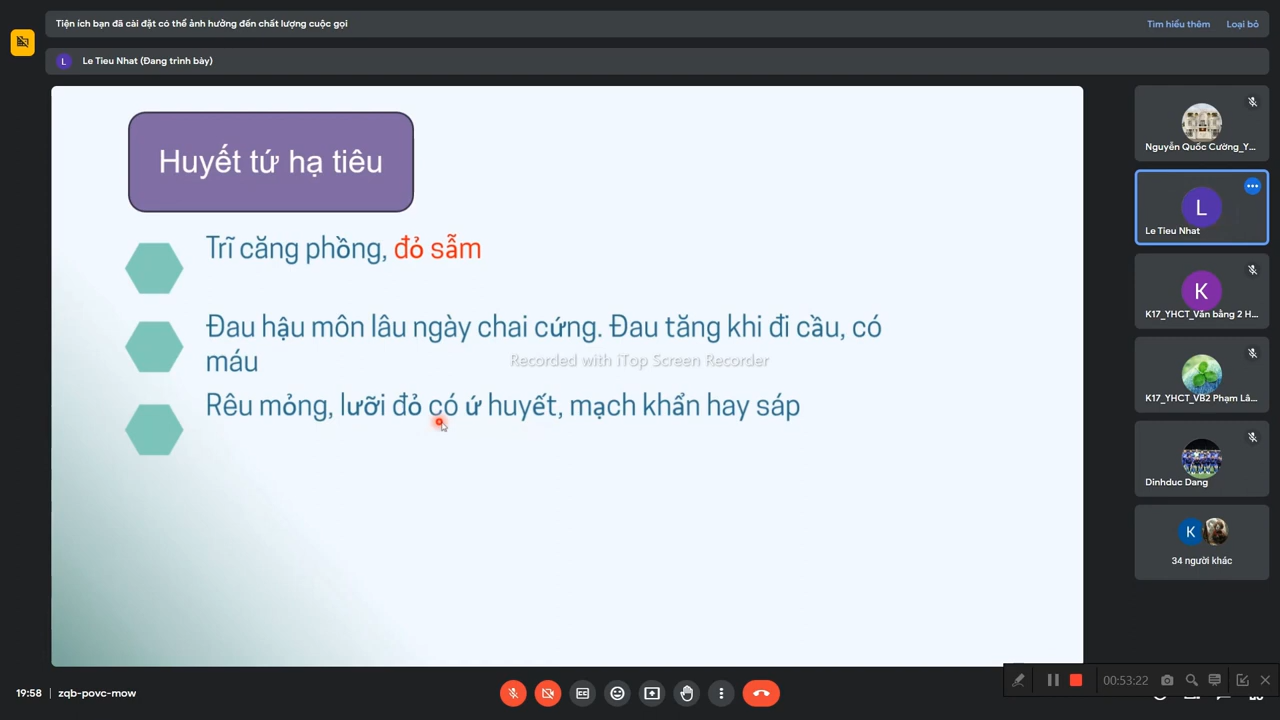 Tiện ích bạn đã cài đặt có thể ảnh hưởng đến chất lượng cuộc gọi
Tìm hiểu thêm
Loại bỏ
L
Le Tieu Nhat (Đang trình bày)
Huyết tứ hạ tiêu
Trĩ căng phồng, đỏ sẫm
Đau hậu môn lâu ngày chai cứng. Đau tăng khi đi cầu, có
máu
Recorded with iTop Screen Recorder
Rêu mỏng, lưỡi đỏ có ứ huyết, mạch khẩn hay sáp
Nguyễn Quốc Cường_Y...
L
Le Tieu Nhat
K
K17_YHCT_Văn bằng 2 H...
K17_YHCT_VB2 Phạm Lâ...
Dinhduc Dang
K
34 người khác
19:58
zqb-povc-mow
00:53:22